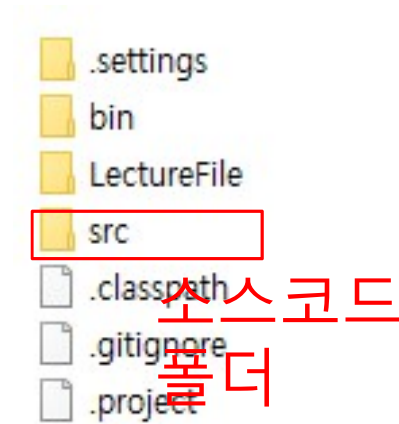 .settings
bin
LectureFile
src
.classpath
.gitignore
.project
소스코드
폴더